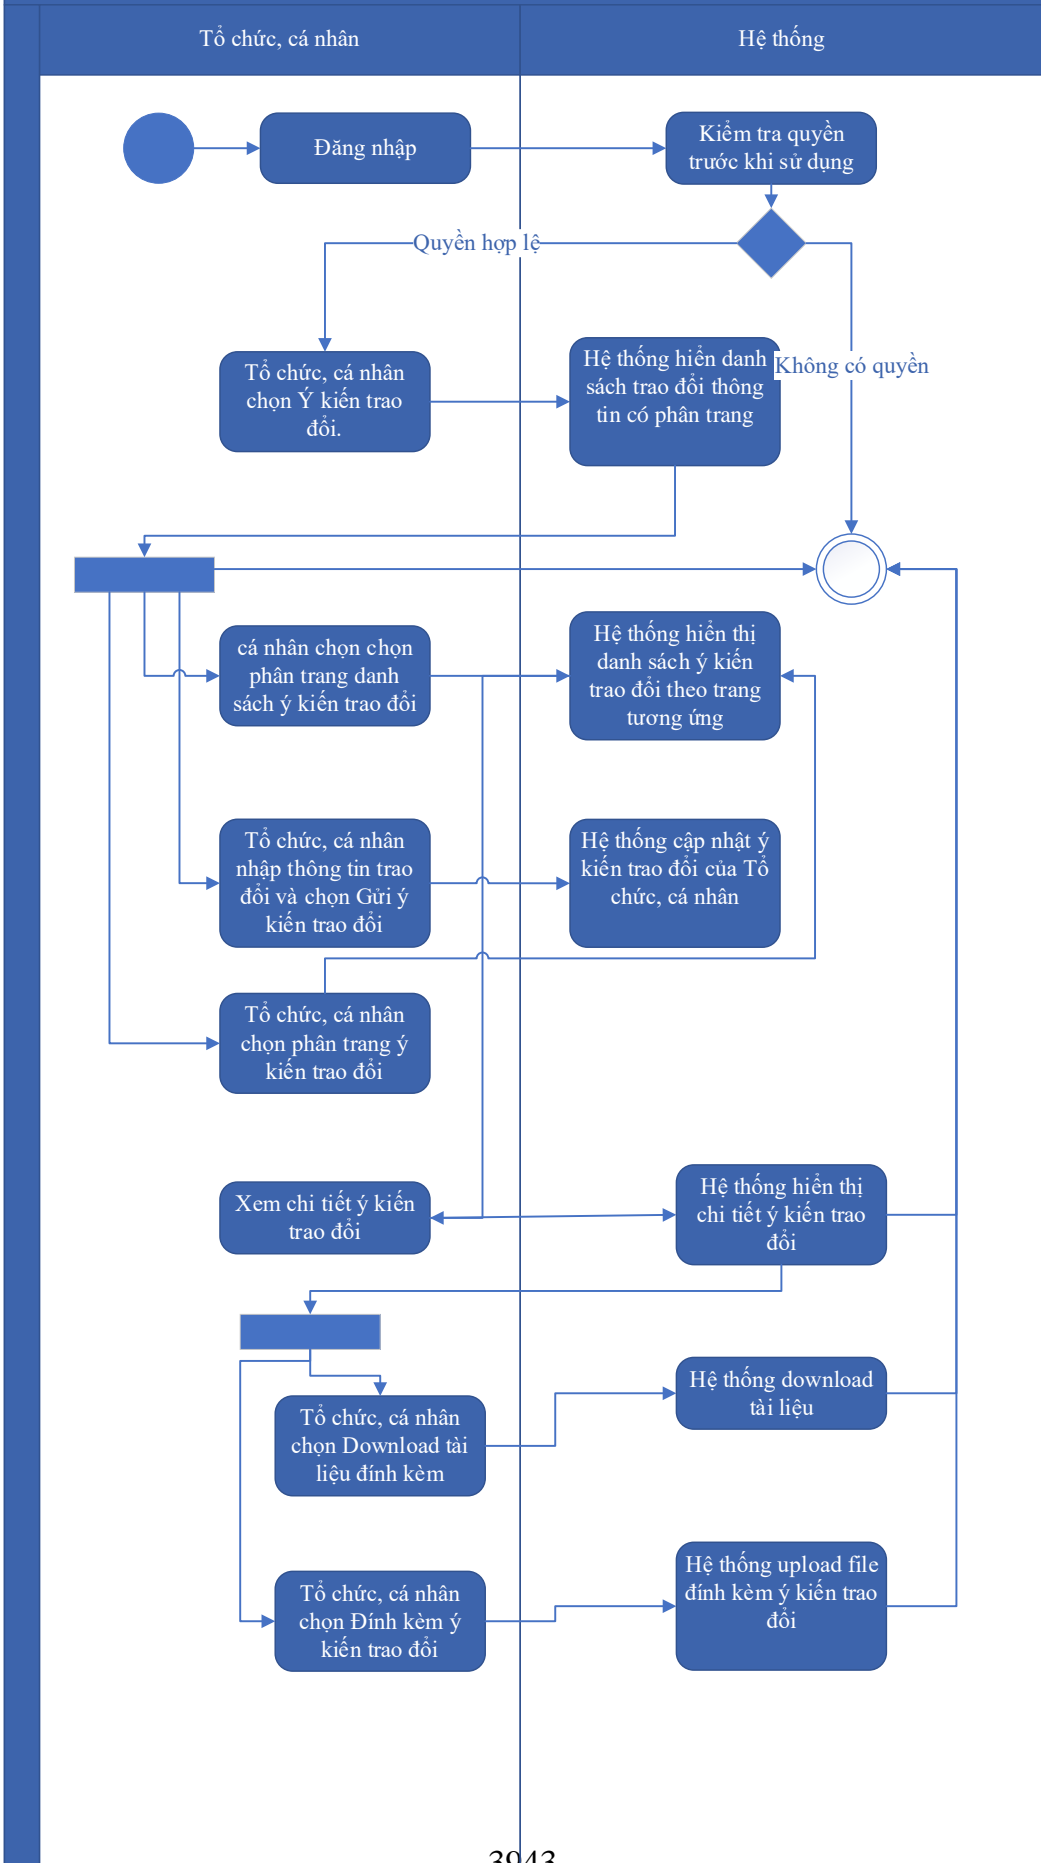 Tổ chức, cá nhân
Hệ thống
Đăng nhập
Kiểm tra quyền
trước khi sử dụng
Quyền hợp lệ
Tổ chức, cá nhân
chọn Ý kiến trao
đổi.
Hệ thống hiển danh
sách trao đổi thông
tin có phân trang
Không có quyền
cá nhân chọn chọn
phân trang danh
sách ý kiến trao đổi
Hệ thống hiển thị
danh sách ý kiến
trao đổi theo trang
tương ứng
Tổ chức, cá nhân
nhập thông tin trao
đổi và chọn Gửi ý
kiến trao đổi
Hệ thống cập nhật ý
kiến trao đổi của Tổ
chức, cá nhân
Tổ chức, cá nhân
chọn phân trang ý
kiến trao đổi
Xem chi tiết ý kiến
trao đổi
Hệ thống hiển thị
chi tiết ý kiến trao
đổi
Tổ chức, cá nhân
chọn Download tài
liệu đính kèm
Hệ thống download
tài liệu
Tổ chức, cá nhân
chọn Đính kèm ý
kiến trao đổi
Hệ thống upload file
đính kèm ý kiến trao
đổi
3943